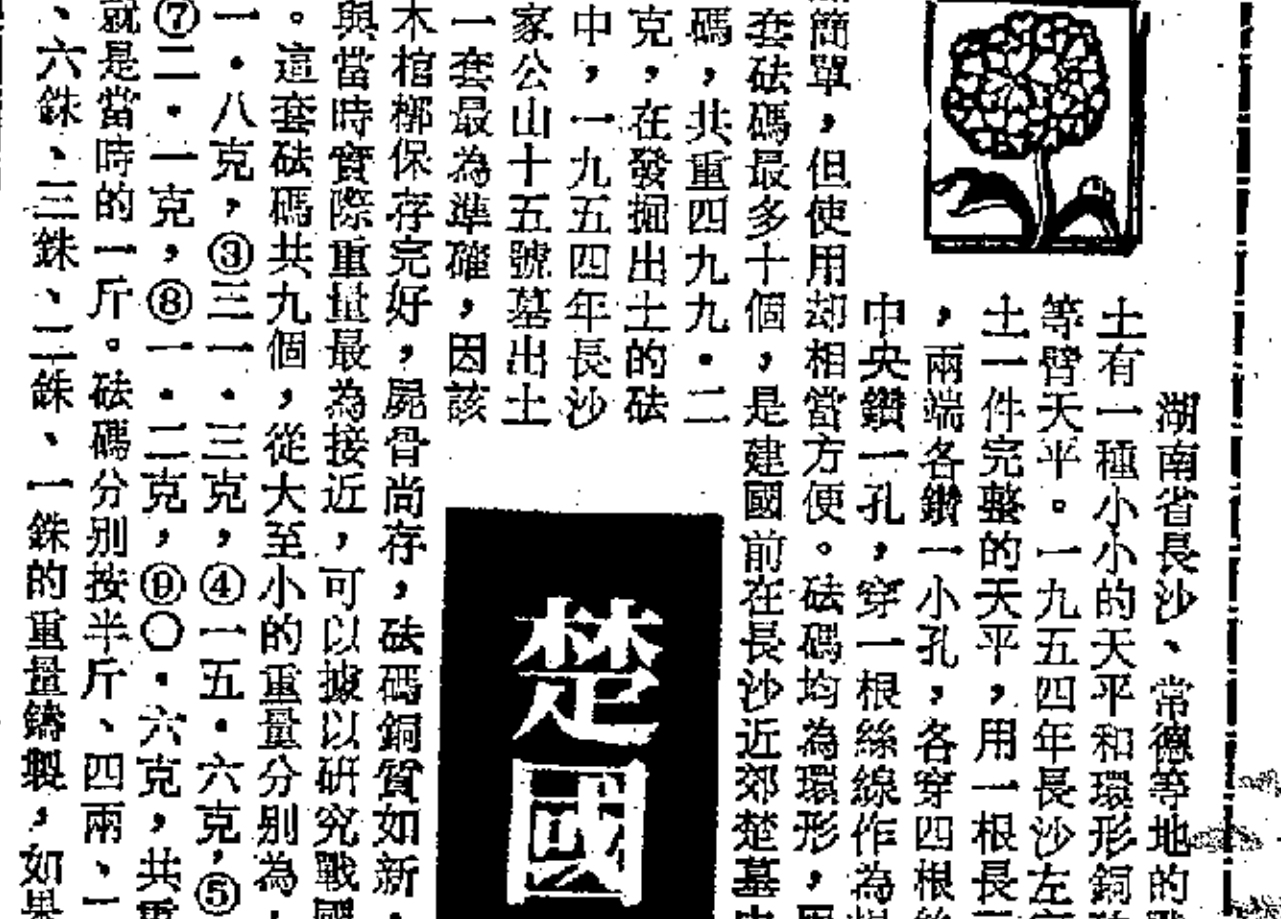 湖南省長沙、常德等地的
土有一種小小的天平和環形銅
等臂天平。一九五四年長沙左
土一件完整的天平，用一根長
，兩端各鑽一小孔，各穿四根
中央鑽一孔，穿一根絲線作為
簡單，但使用却相當方便。砝碼均為環形，
套砝碼最多十個，是建國前在長沙近郊楚墓
碼，共重四九九．二
克，在發掘出土的砝
中，一九五四年長沙
家公山十五號墓出土
一套最為準確，因該
楚國
木棺槨保存完好，屍骨尚存，砝碼銅質如新，
與當時實際重量最為接近，可以據以研究戰國
。這套砝碼共九個，從大至小的重量分別為
一．八克，③三一．三克，④一五．六克，⑤
⑦二．一克，⑧一．二克，⑨〇．六克，共重
就是當時的一斤。砝碼分別按半斤、四兩、一
、六銖、三銖、二銖、一銖的重量鑄製，如果